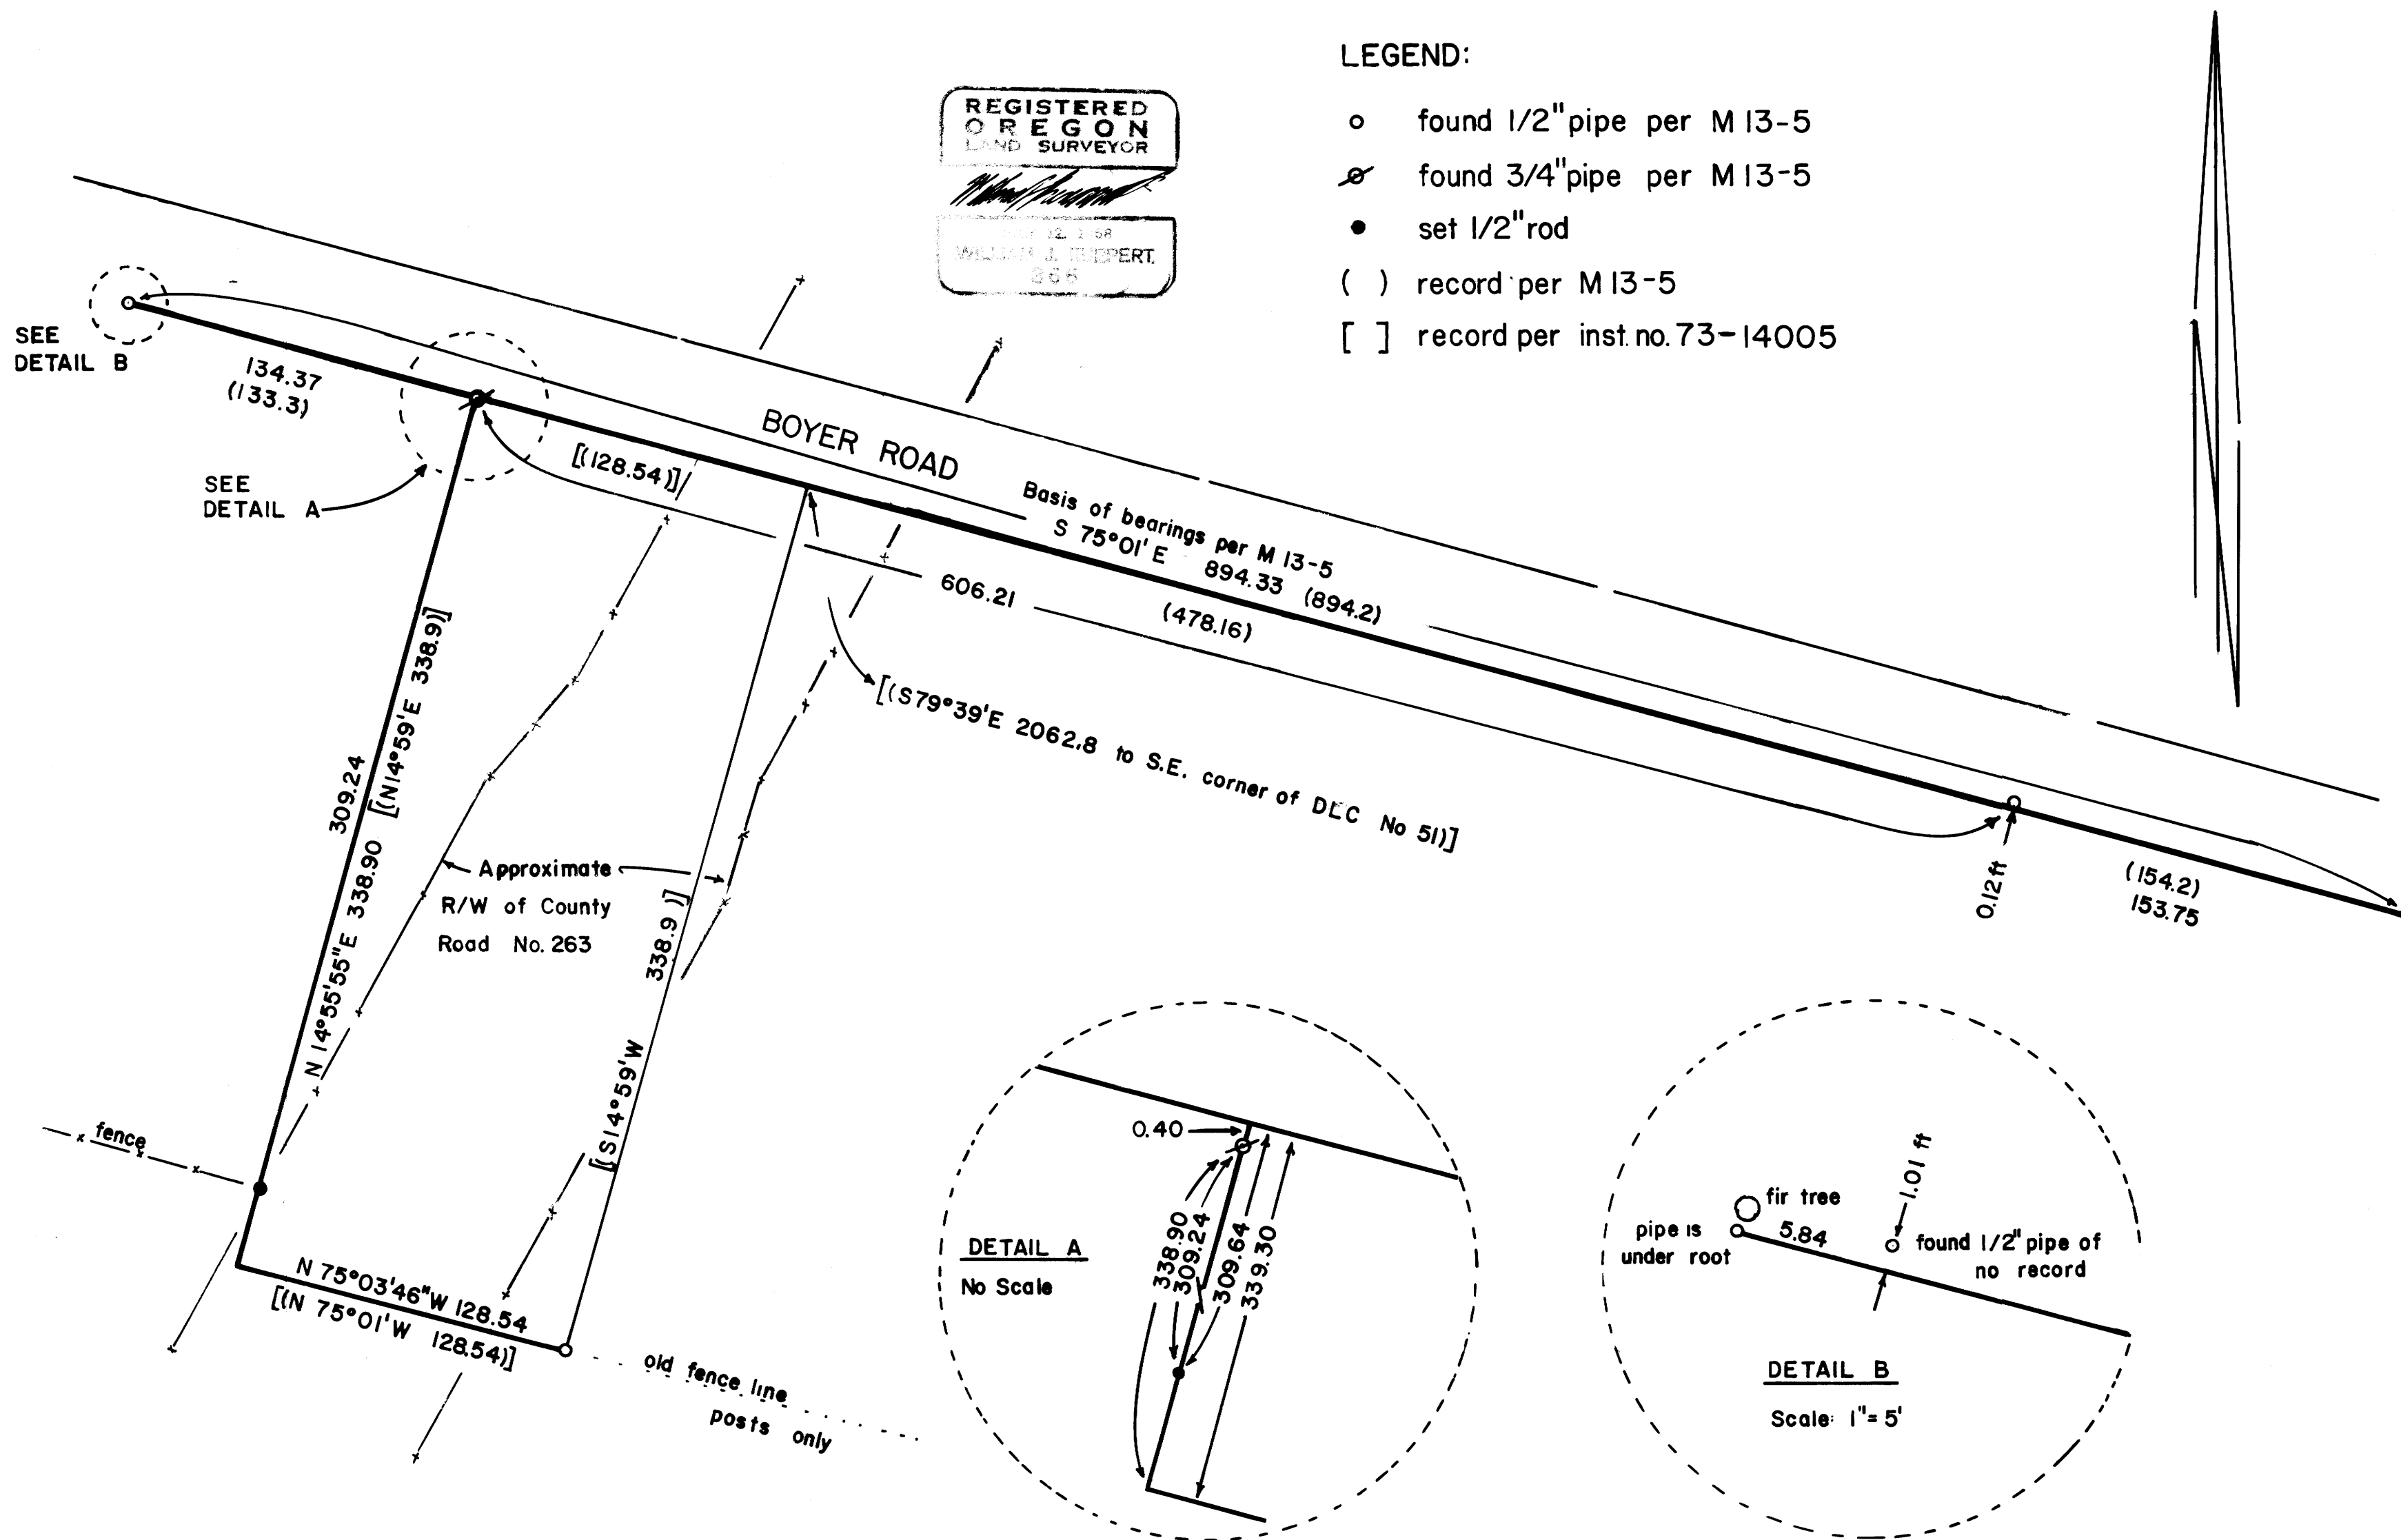 LEGEND:
found 1/2" pipe per M 13-5
found 3/4" pipe per M 13-5
set 1/2" rod
( ) record per M 13-5
[ ] record per inst. no. 73-14005
REGISTERED
OREGON
LAND SURVEYOR
WILLIAM J. RUPPERT
366
SEE
DETAIL B
134.37
(133.3)
SEE
DETAIL A
[(128.54)]
BOYER ROAD
Basis of bearings per M 13-5
S 75°01' E 894.33 (894.2)
606.21
(478.16)
[(S79°39'E 2062.8 to S.E. corner of DLC No 51)]
0.12 ft
(154.2)
153.75
309.24
N 14°55'55"E 338.90 [(N14°59'E 338.9)]
Approximate
R/W of County
Road No. 263
[(S14°59'W 338.9)]
fence
N 75°03'46"W 128.54
[(N 75°01'W 128.54)]
old fence line
posts only
0.40
338.90
309.24
309.64
339.30
DETAIL A
No Scale
fir tree
pipe is
under root
5.84
1.01 ft
found 1/2" pipe of
no record
DETAIL B
Scale: 1"= 5'